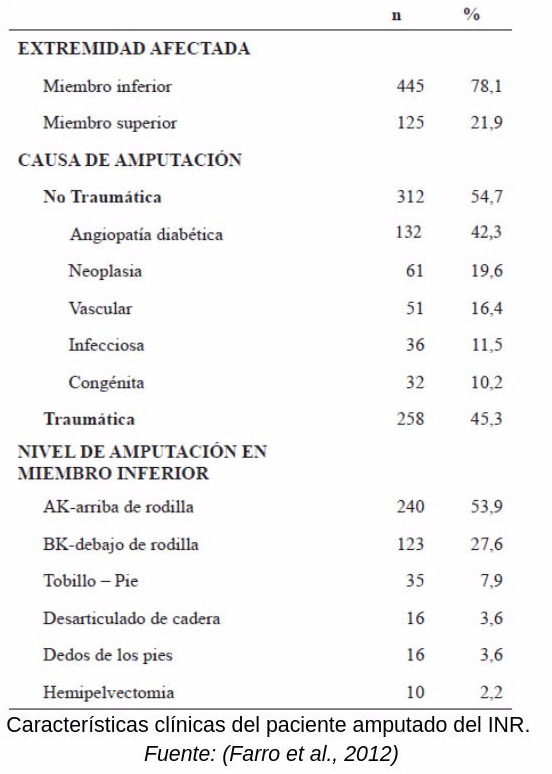 n %
EXTREMIDAD AFECTADA
Miembro inferior 445 78,1
Miembro superior 125 21,9
CAUSA DE AMPUTACIÓN
No Traumática 312 54,7
Angiopatía diabética 132 42,3
Neoplasia 61 19,6
Vascular 51 16,4
Infecciosa 36 11,5
Congénita 32 10,2
Traumática 258 45,3
NIVEL DE AMPUTACIÓN EN
MIEMBRO INFERIOR
AK-arriba de rodilla 240 53,9
BK-debajo de rodilla 123 27,6
Tobillo – Pie 35 7,9
Desarticulado de cadera 16 3,6
Dedos de los pies 16 3,6
Hemipelvectomia 10 2,2
Características clínicas del paciente amputado del INR.
Fuente: (Farro et al., 2012)